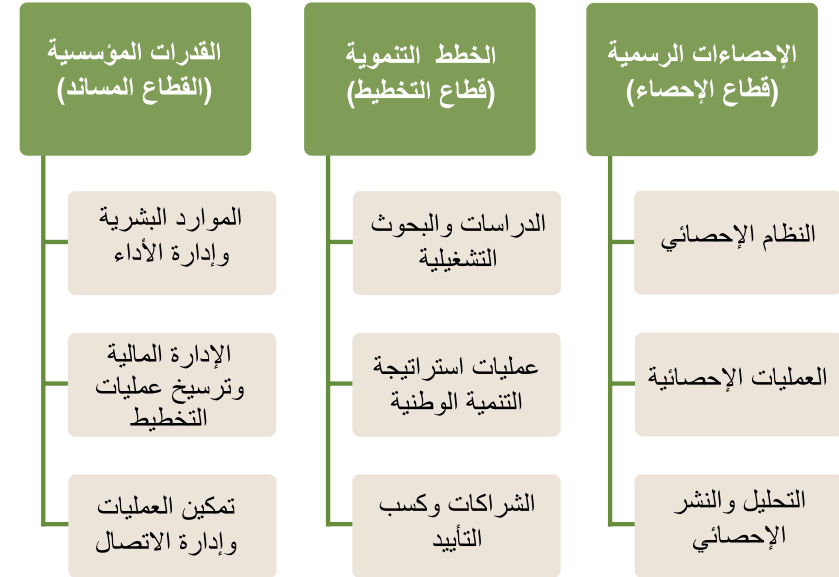 الإحصاءات الرسمية
(قطاع الإحصاء)
النظام الإحصائي
العمليات الإحصائية
التحليل والنشر
الإحصائي
الخطط التنموية
(قطاع التخطيط)
الدراسات والبحوث
التشغيلية
عمليات استراتيجة
التنمية الوطنية
الشراكات وكسب
التأييد
القدرات المؤسسية
(القطاع المساند)
الموارد البشرية
وإدارة الأداء
الإدارة المالية
وترسيخ عمليات
التخطيط
تمكين العمليات
وإدارة الاتصال